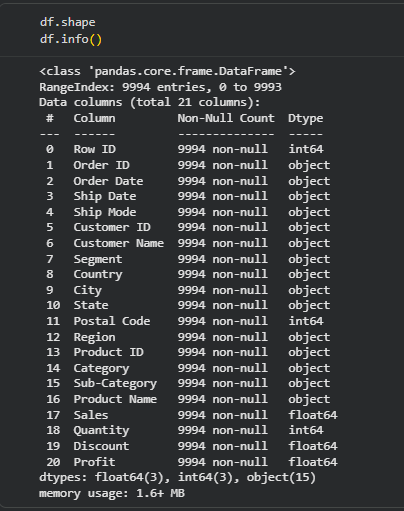 df.shape
df.info()
<class 'pandas.core.frame.DataFrame'>
RangeIndex: 9994 entries, 0 to 9993
Data columns (total 21 columns):
 #   Column         Non-Null Count  Dtype
---  ------         --------------  -----
 0   Row ID         9994 non-null   int64
 1   Order ID       9994 non-null   object
 2   Order Date     9994 non-null   object
 3   Ship Date      9994 non-null   object
 4   Ship Mode      9994 non-null   object
 5   Customer ID    9994 non-null   object
 6   Customer Name  9994 non-null   object
 7   Segment        9994 non-null   object
 8   Country        9994 non-null   object
 9   City           9994 non-null   object
 10  State          9994 non-null   object
 11  Postal Code    9994 non-null   int64
 12  Region         9994 non-null   object
 13  Product ID     9994 non-null   object
 14  Category       9994 non-null   object
 15  Sub-Category   9994 non-null   object
 16  Product Name   9994 non-null   object
 17  Sales          9994 non-null   float64
 18  Quantity       9994 non-null   int64
 19  Discount       9994 non-null   float64
 20  Profit         9994 non-null   float64
dtypes: float64(3), int64(3), object(15)
memory usage: 1.6+ MB